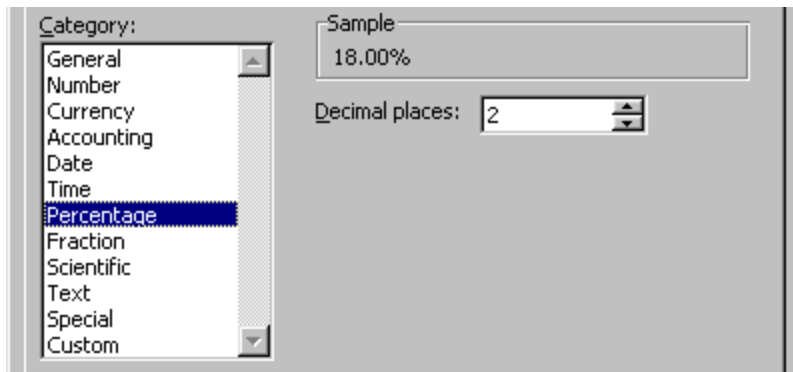 Category:
General
Number
Currency
Accounting
Date
Time
Percentage
Fraction
Scientific
Text
Special
Custom
Sample
18.00%
Decimal places: 2